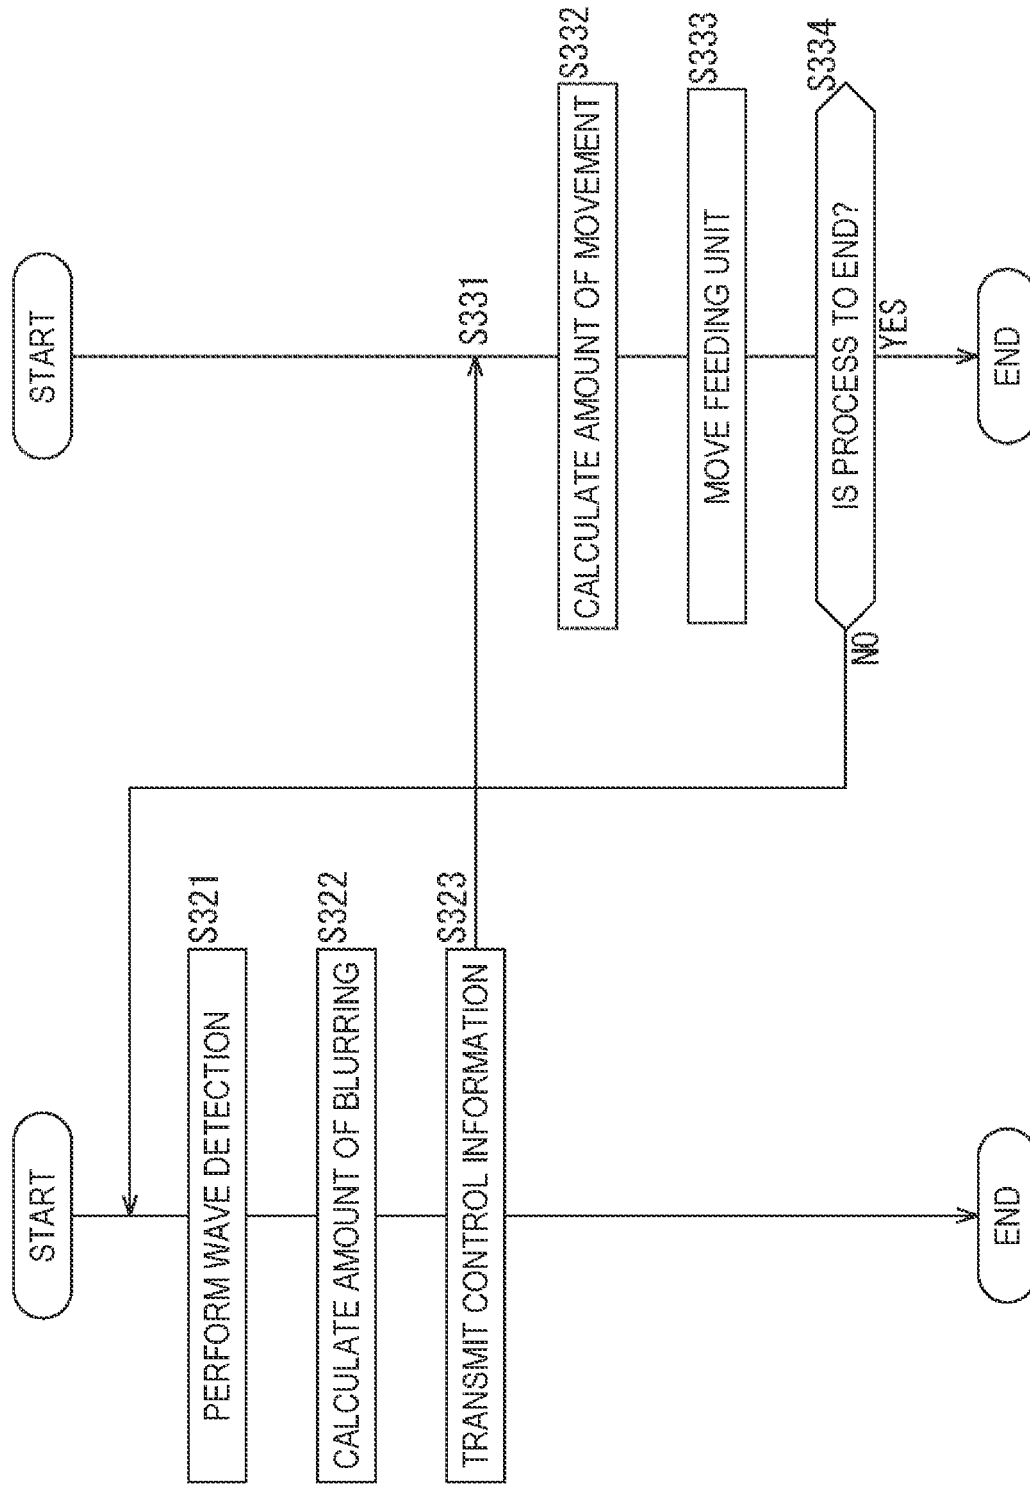 START
PERFORM WAVE DETECTION
S321
CALCULATE AMOUNT OF BLURRING
S322
TRANSMIT CONTROL INFORMATION
S323
END
START
S331
CALCULATE AMOUNT OF MOVEMENT
S332
MOVE FEEDING UNIT
S333
IS PROCESS TO END?
S334
NO
YES
END